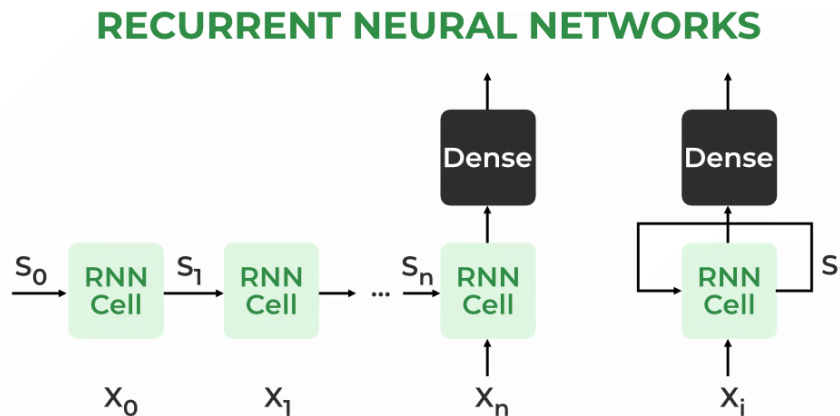 RECURRENT NEURAL NETWORKS
Dense
Dense
S₀
RNN
Cell
S₁
RNN
Cell
...
Sₙ
RNN
Cell
RNN
Cell
S
X₀
X₁
Xₙ
Xᵢ